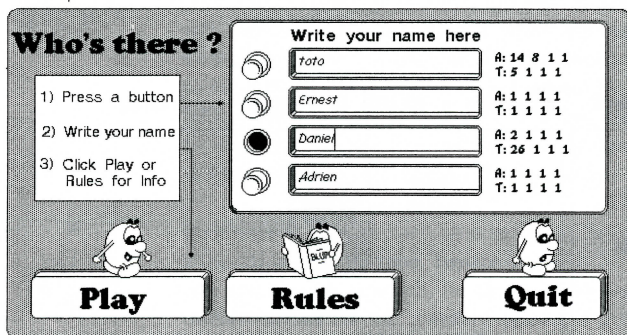 Who's there ?
1) Press a button
2) Write your name
3) Click Play or
Rules for Info
Write your name here
toto
A: 14 8 1 1
T: 5 1 1 1
Ernest
A: 1 1 1 1
T: 1 1 1 1
Daniel
A: 2 1 1 1
T: 26 1 1 1
Adrien
A: 1 1 1 1
T: 1 1 1 1
Play
Rules
Quit